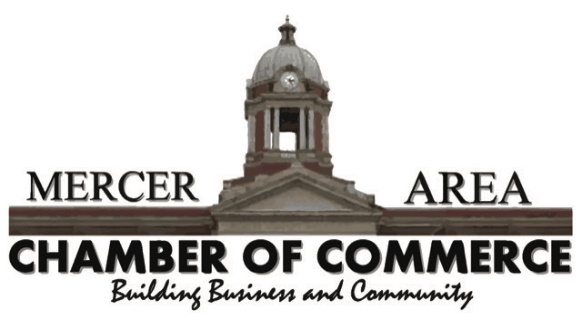 MERCER AREA
CHAMBER OF COMMERCE
Building Business and Community